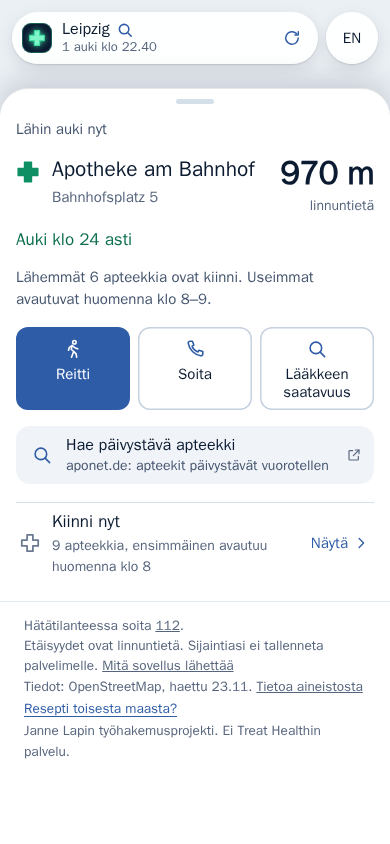 Leipzig
1 auki klo 22.40
EN
Lähin auki nyt
Apotheke am Bahnhof
970 m
Bahnhofsplatz 5
linnuntietä
Auki klo 24 asti
Lähemmät 6 apteekkia ovat kiinni. Useimmat
avautuvat huomenna klo 8–9.
Reitti
Soita
Lääkkeen
saatavuus
Hae päivystävä apteekki
aponet.de: apteekit päivystävät vuorotellen
Kiinni nyt
9 apteekkia, ensimmäinen avautuu
huomenna klo 8
Näytä
Hätätilanteessa soita 112.
Etäisyydet ovat linnuntietä. Sijaintiasi ei tallenneta
palvelimelle. Mitä sovellus lähettää
Tiedot: OpenStreetMap, haettu 23.11. Tietoa aineistosta
Resepti toisesta maasta?
Janne Lapin työhakemusprojekti. Ei Treat Healthin
palvelu.